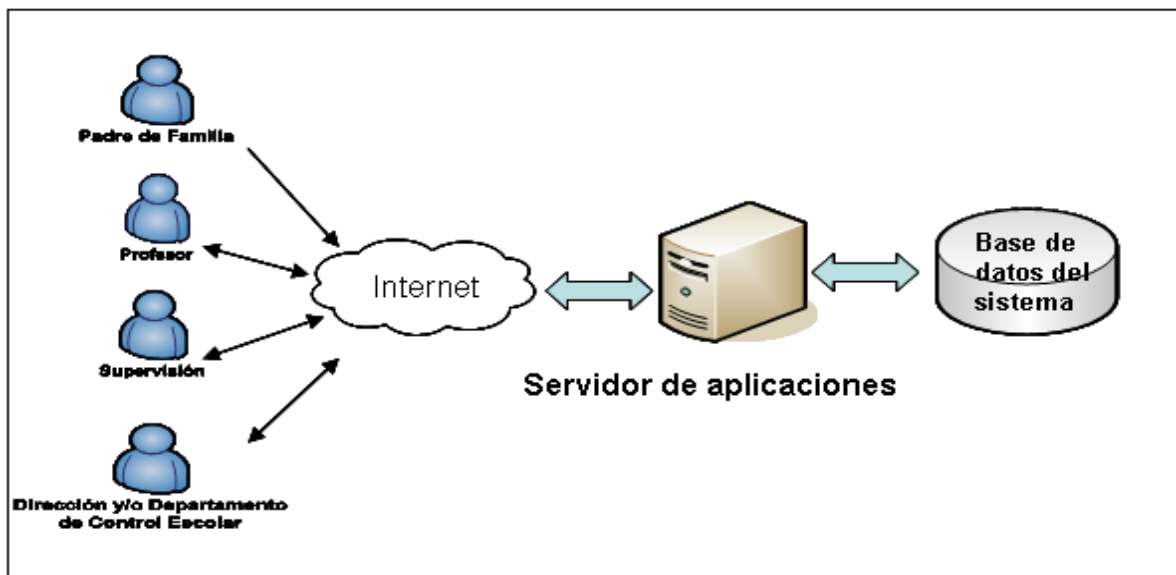 Padre de Familia
Profesor
Supervisión
Dirección y/o Departamento
de Control Escolar
Internet
Servidor de aplicaciones
Base de
datos del
sistema